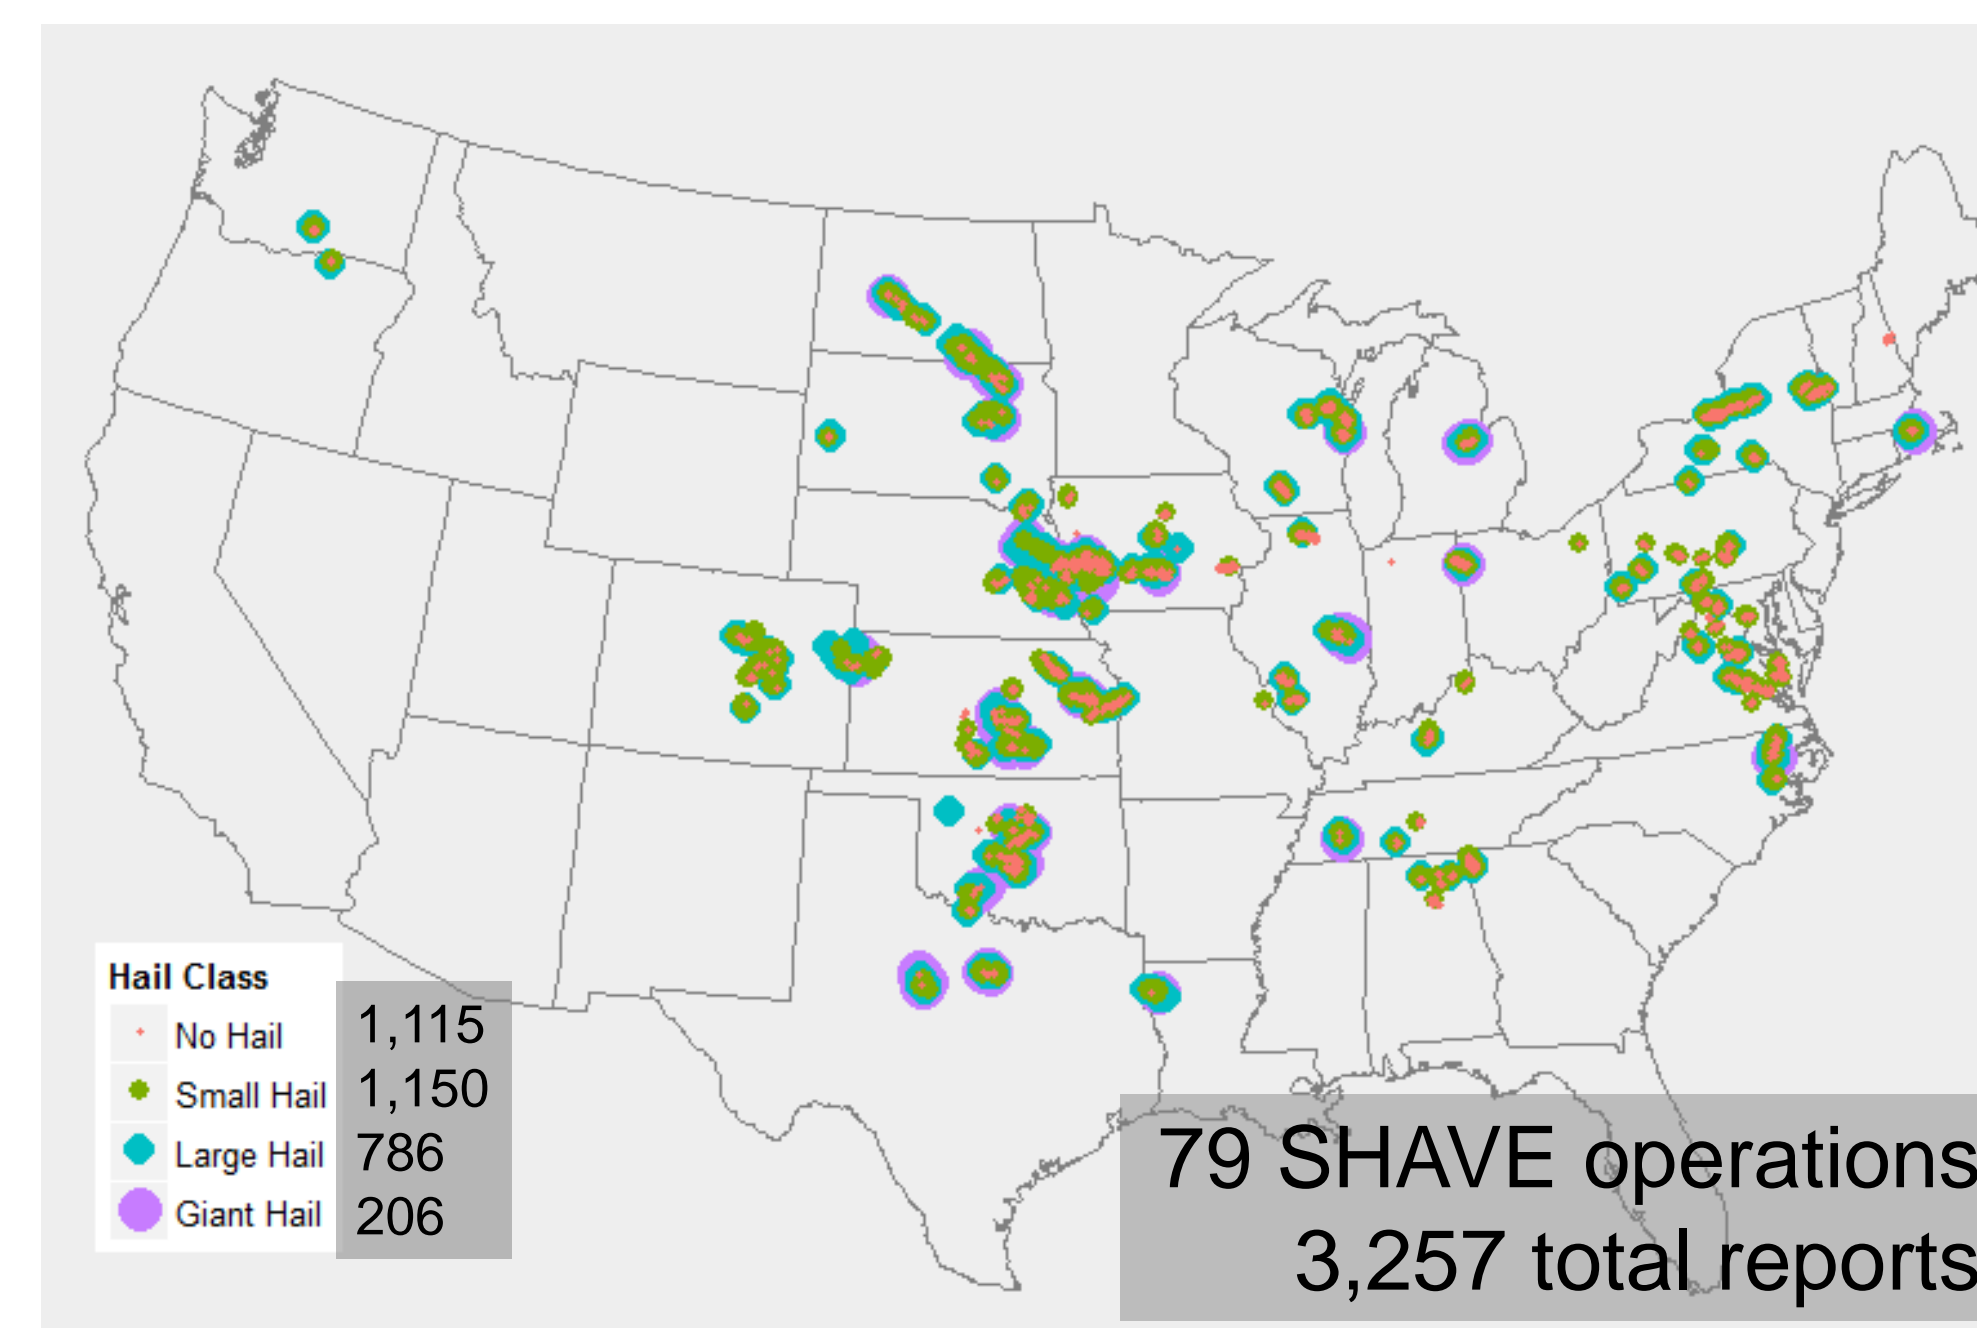 Hail Class
No Hail 1,115
Small Hail 1,150
Large Hail 786
Giant Hail 206
79 SHAVE operations
3,257 total reports